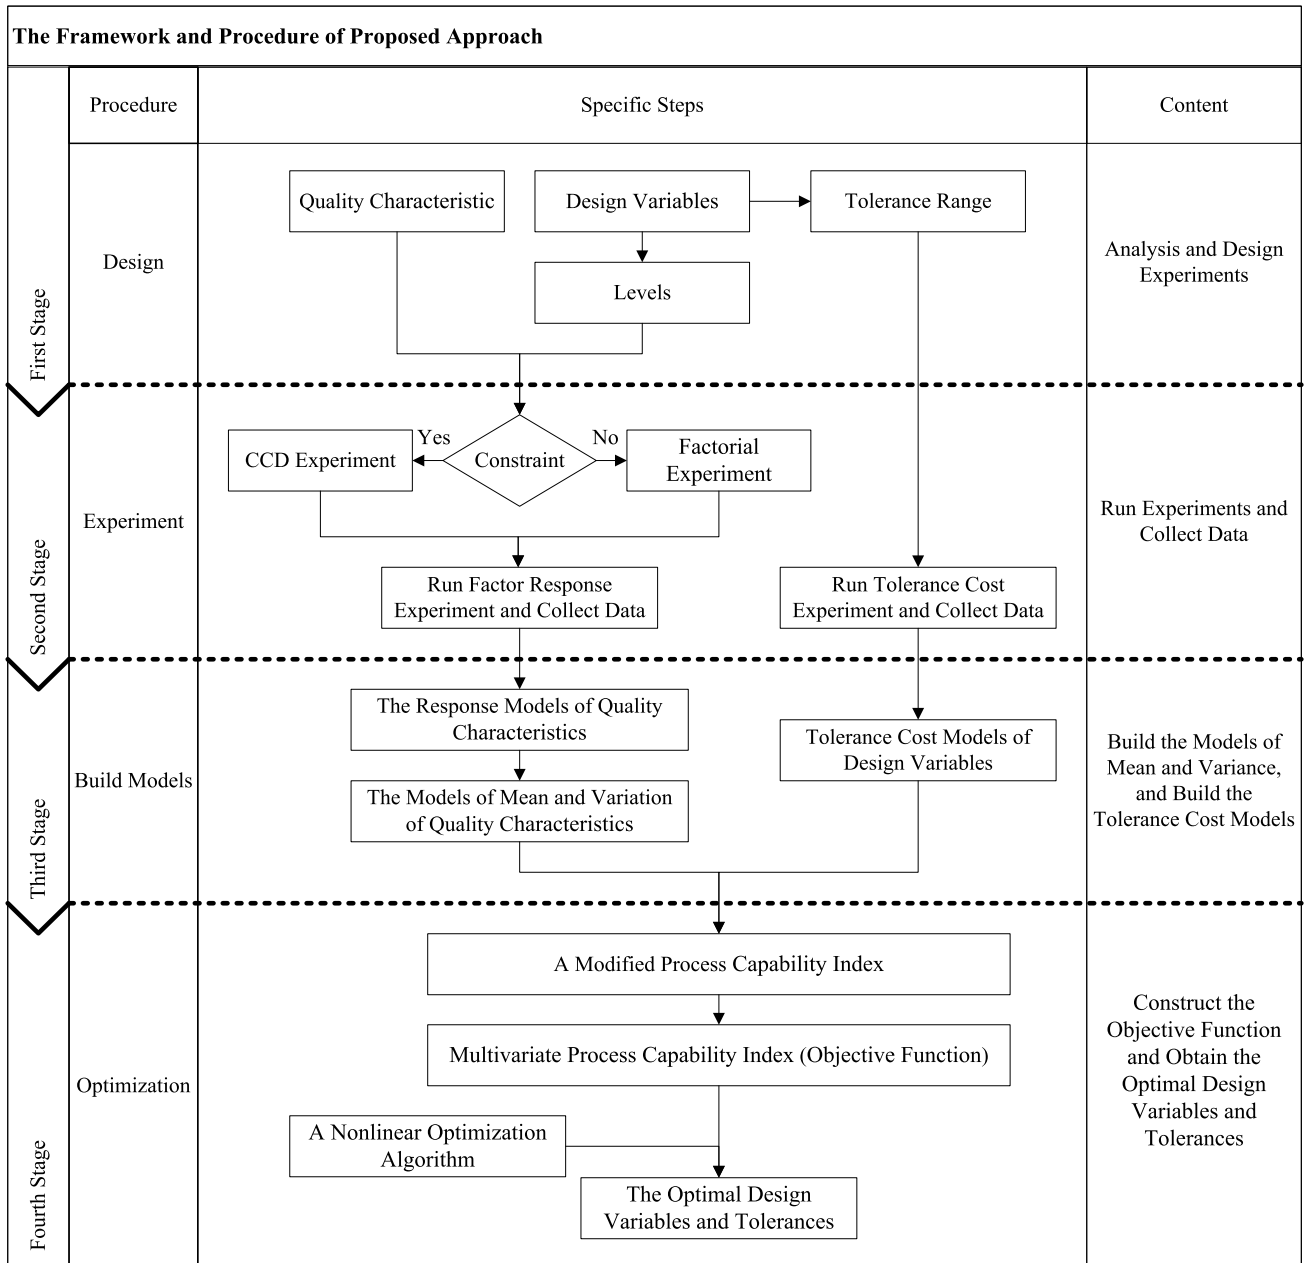 The Framework and Procedure of Proposed Approach
Procedure
Specific Steps
Content
First Stage
Design
Quality Characteristic
Design Variables
Tolerance Range
Levels
Analysis and Design
Experiments
Second Stage
Experiment
Yes
No
CCD Experiment
Constraint
Factorial
Experiment
Run Factor Response
Experiment and Collect Data
Run Tolerance Cost
Experiment and Collect Data
Run Experiments and
Collect Data
Third Stage
Build Models
The Response Models of Quality
Characteristics
The Models of Mean and Variation
of Quality Characteristics
Tolerance Cost Models of
Design Variables
Build the Models of
Mean and Variance,
and Build the
Tolerance Cost Models
Fourth Stage
Optimization
A Modified Process Capability Index
Multivariate Process Capability Index (Objective Function)
A Nonlinear Optimization
Algorithm
The Optimal Design
Variables and Tolerances
Construct the
Objective Function
and Obtain the
Optimal Design
Variables and
Tolerances